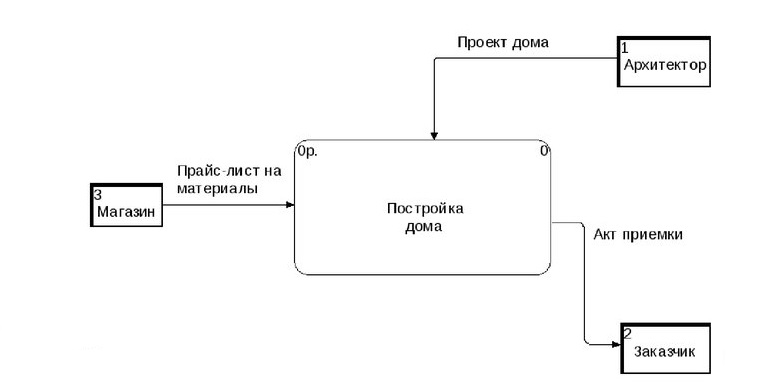 Проект дома
1
Архитектор
0р.
0
Прайс-лист на
материалы
3
Магазин
Постройка
дома
Акт приемки
2
Заказчик